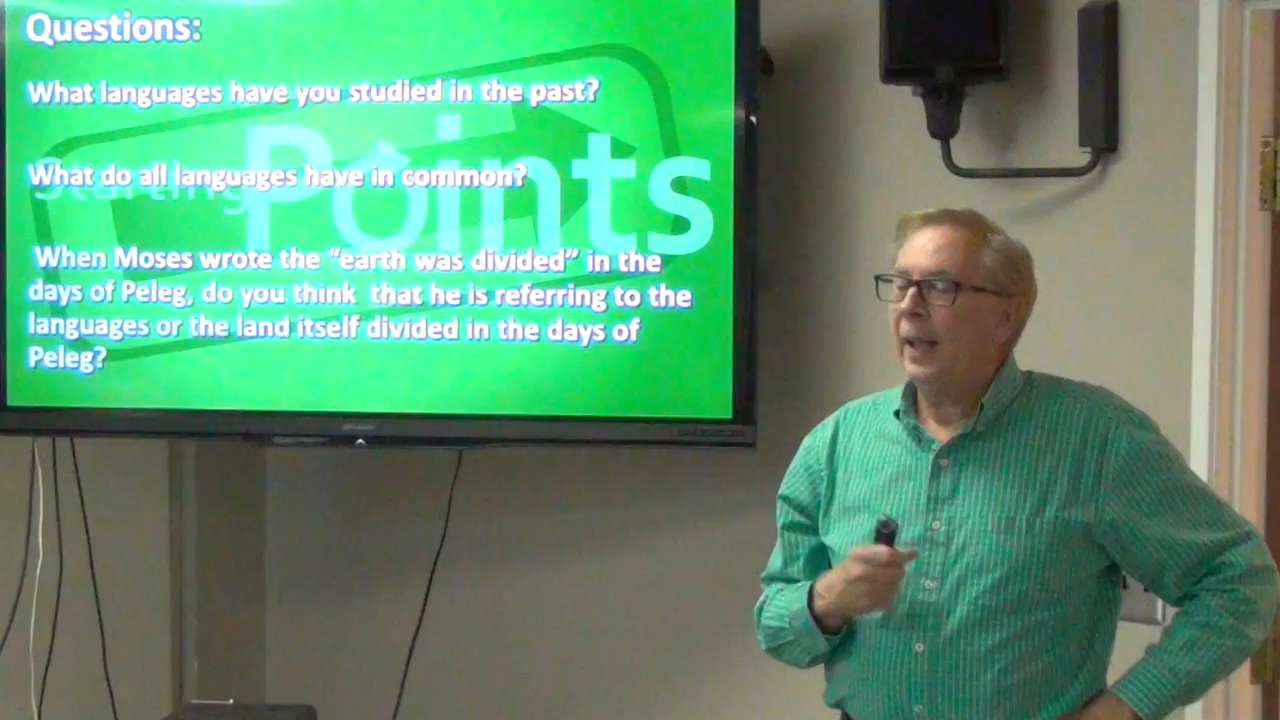 Questions:
What languages have you studied in the past?
What do all languages have in common?
Starting
Points
When Moses wrote the “earth was divided” in the
days of Peleg, do you think that he is referring to the
languages or the land itself divided in the days of
Peleg?